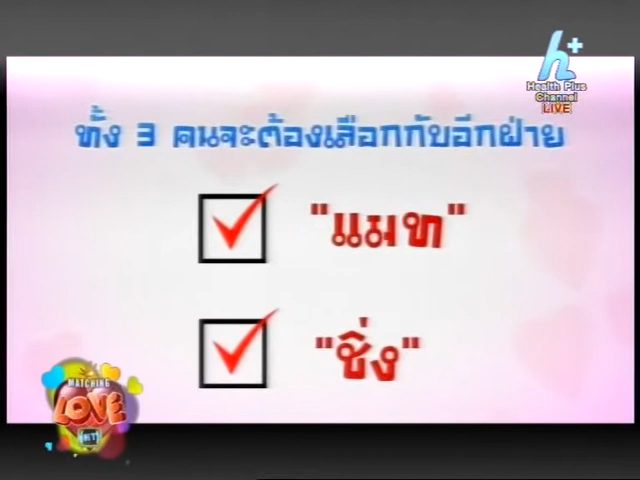 h+
Health Plus
Channel
LIVE
ทั้ง 3 คนจะต้องเลือกกับอีกฝ่าย
"แมท"
"ชิ่ง"
MATCHING
LOVE